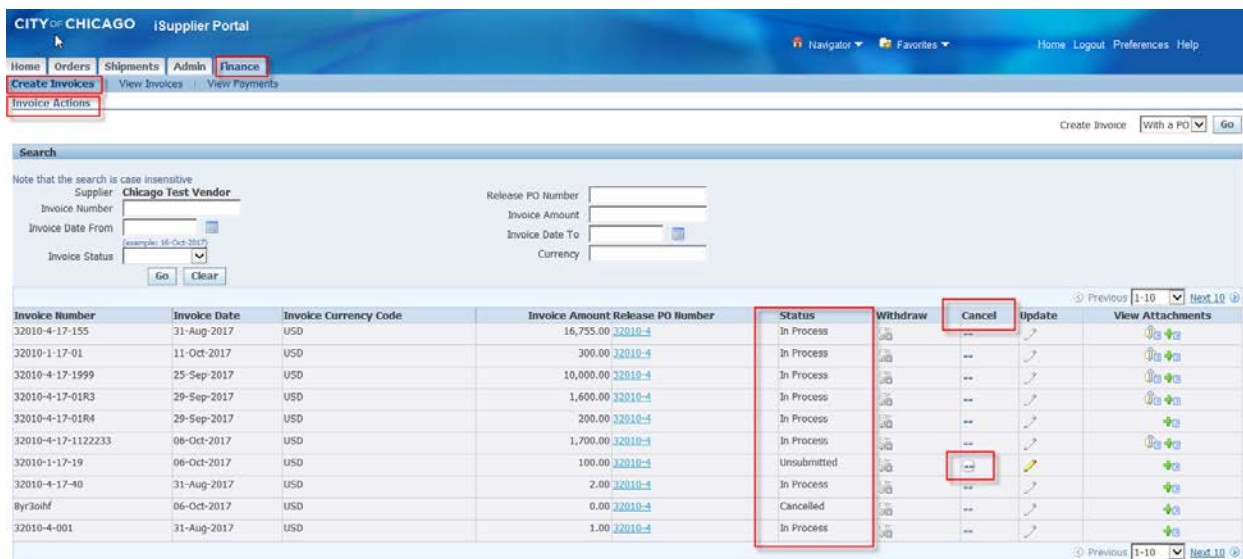 CITY OF CHICAGO iSupplier Portal
Navigator Favorites Home Logout Preferences Help
Home Orders Shipments Admin Finance
Create Invoices | View Invoices | View Payments
Invoice Actions
Create Invoice With a PO Go
Search
Note that the search is case insensitive
Supplier Chicago Test Vendor
Release PO Number
Invoice Number
Invoice Amount
Invoice Date From
(example: 16-Oct-2017)
Invoice Date To
Invoice Status
Currency
Go Clear
Previous 1-10 Next 10
Invoice Number Invoice Date Invoice Currency Code Invoice Amount Release PO Number Status Withdraw Cancel Update View Attachments
32010-4-17-155 31-Aug-2017 USD 16,755.00 32010-4 In Process --
32010-1-17-01 11-Oct-2017 USD 300.00 32010-4 In Process --
32010-4-17-1999 25-Sep-2017 USD 10,000.00 32010-4 In Process --
32010-4-17-01R3 29-Sep-2017 USD 1,600.00 32010-4 In Process --
32010-4-17-01R4 29-Sep-2017 USD 200.00 32010-4 In Process --
32010-4-17-1122233 06-Oct-2017 USD 1,700.00 32010-4 In Process --
32010-1-17-19 06-Oct-2017 USD 100.00 32010-4 Unsubmitted --
32010-4-17-40 31-Aug-2017 USD 2.00 32010-4 In Process --
8yr3oihf 06-Oct-2017 USD 0.00 32010-4 Cancelled --
32010-4-001 31-Aug-2017 USD 1.00 32010-4 In Process --
Previous 1-10 Next 10